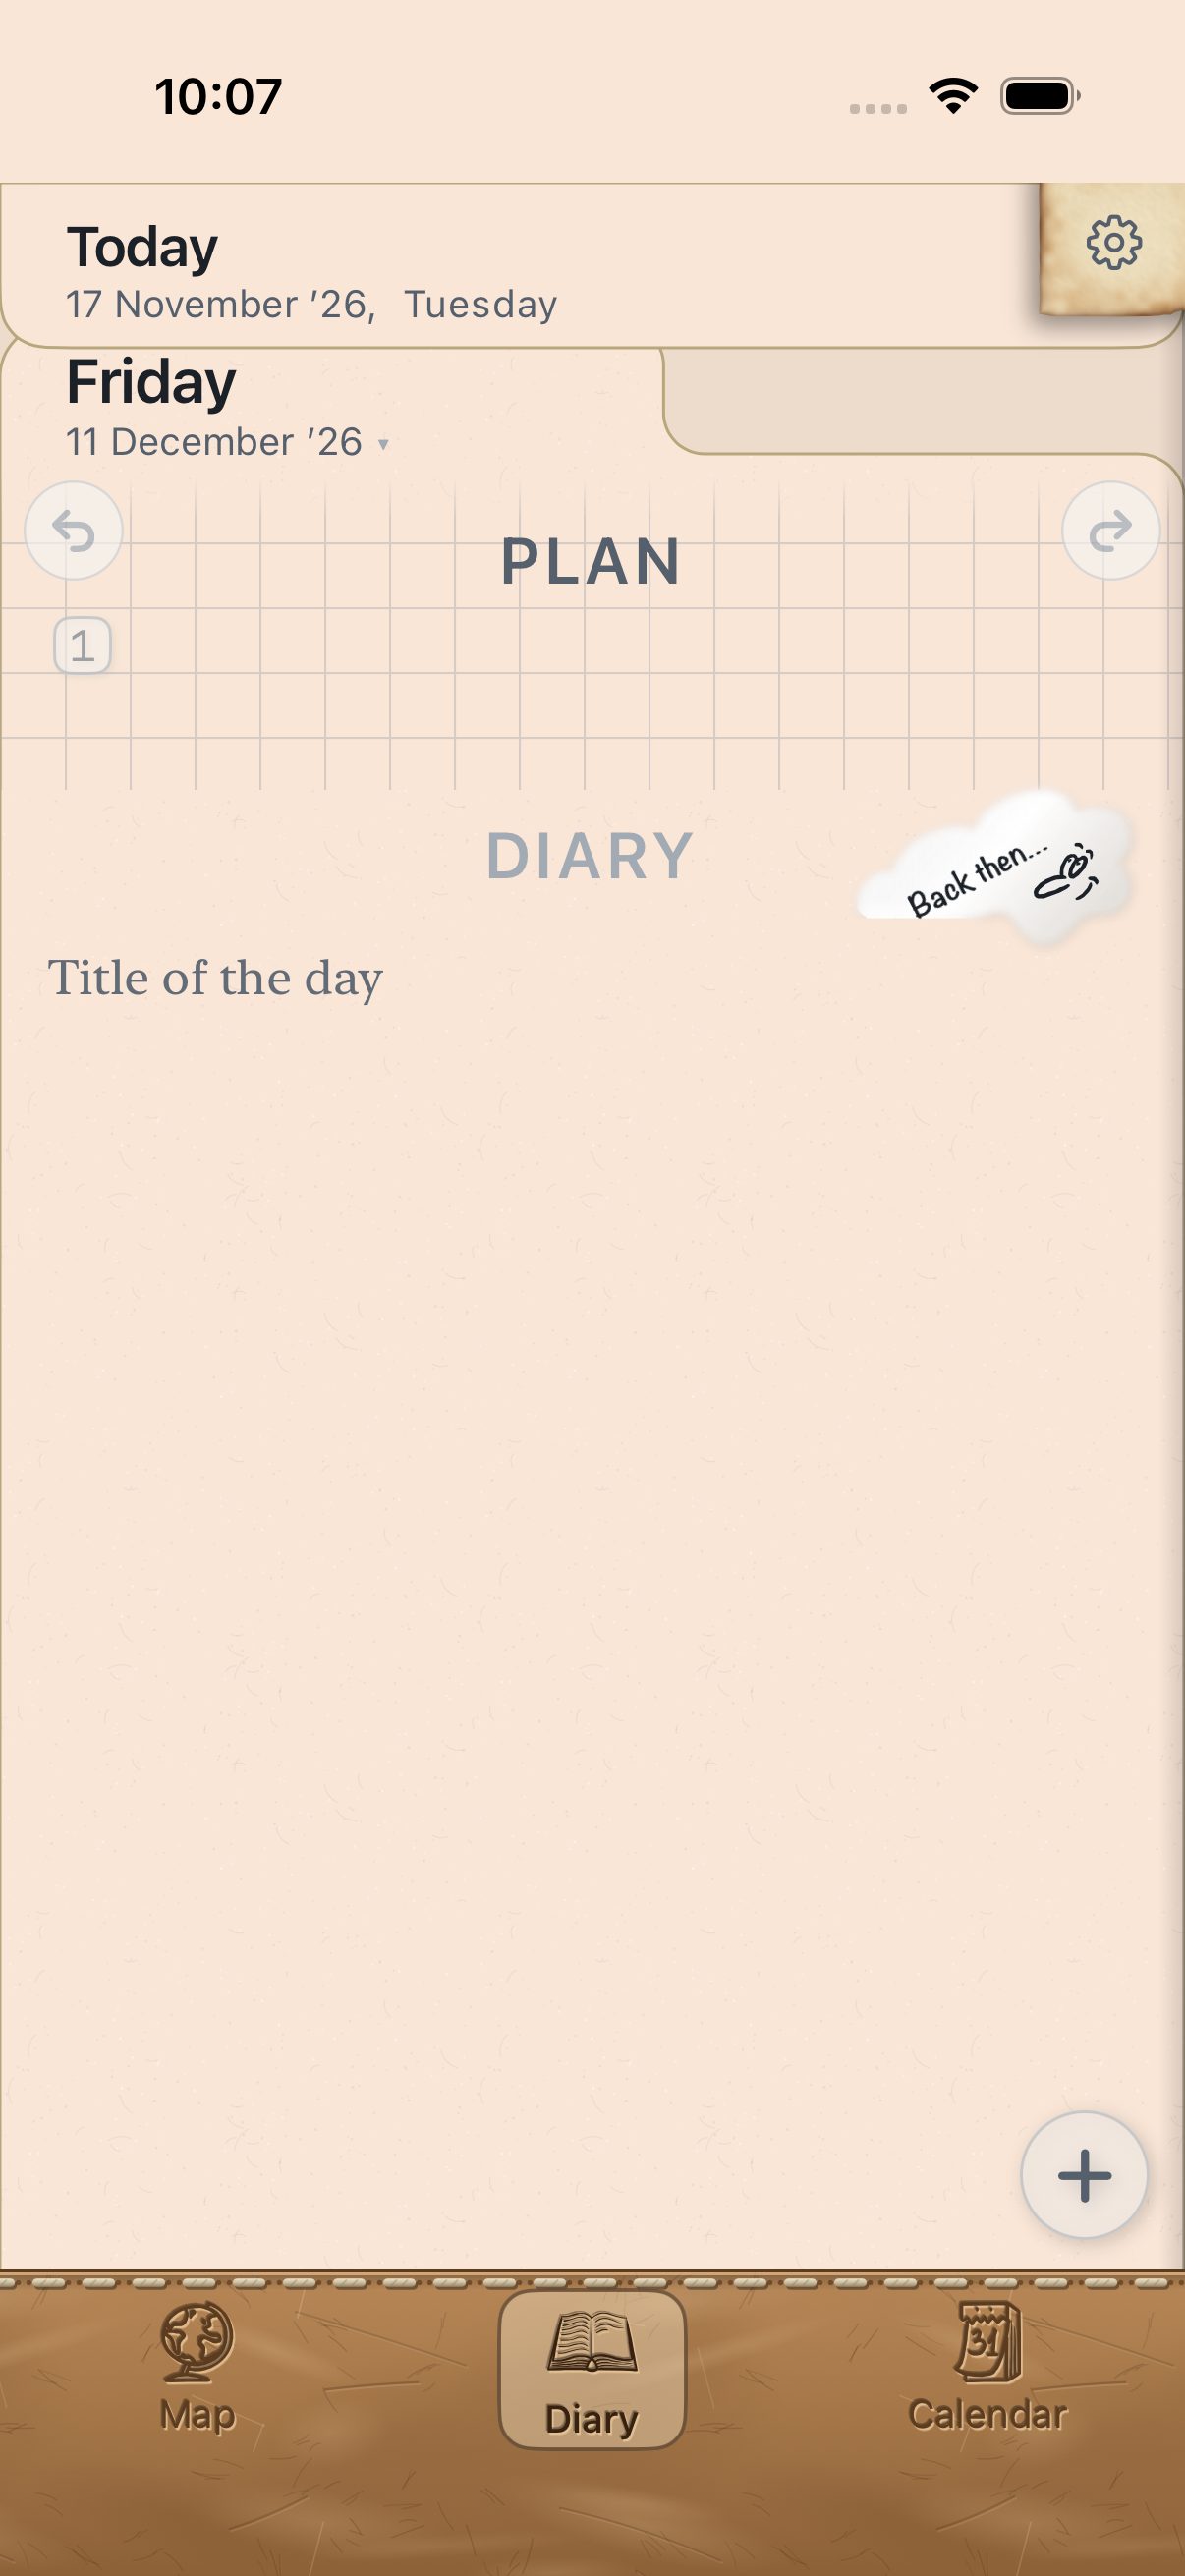 10:07
Today
17 November ’26, Tuesday
Friday
11 December ’26 ▾
PLAN
1
DIARY
Back then...
Title of the day
31
Map
Diary
Calendar